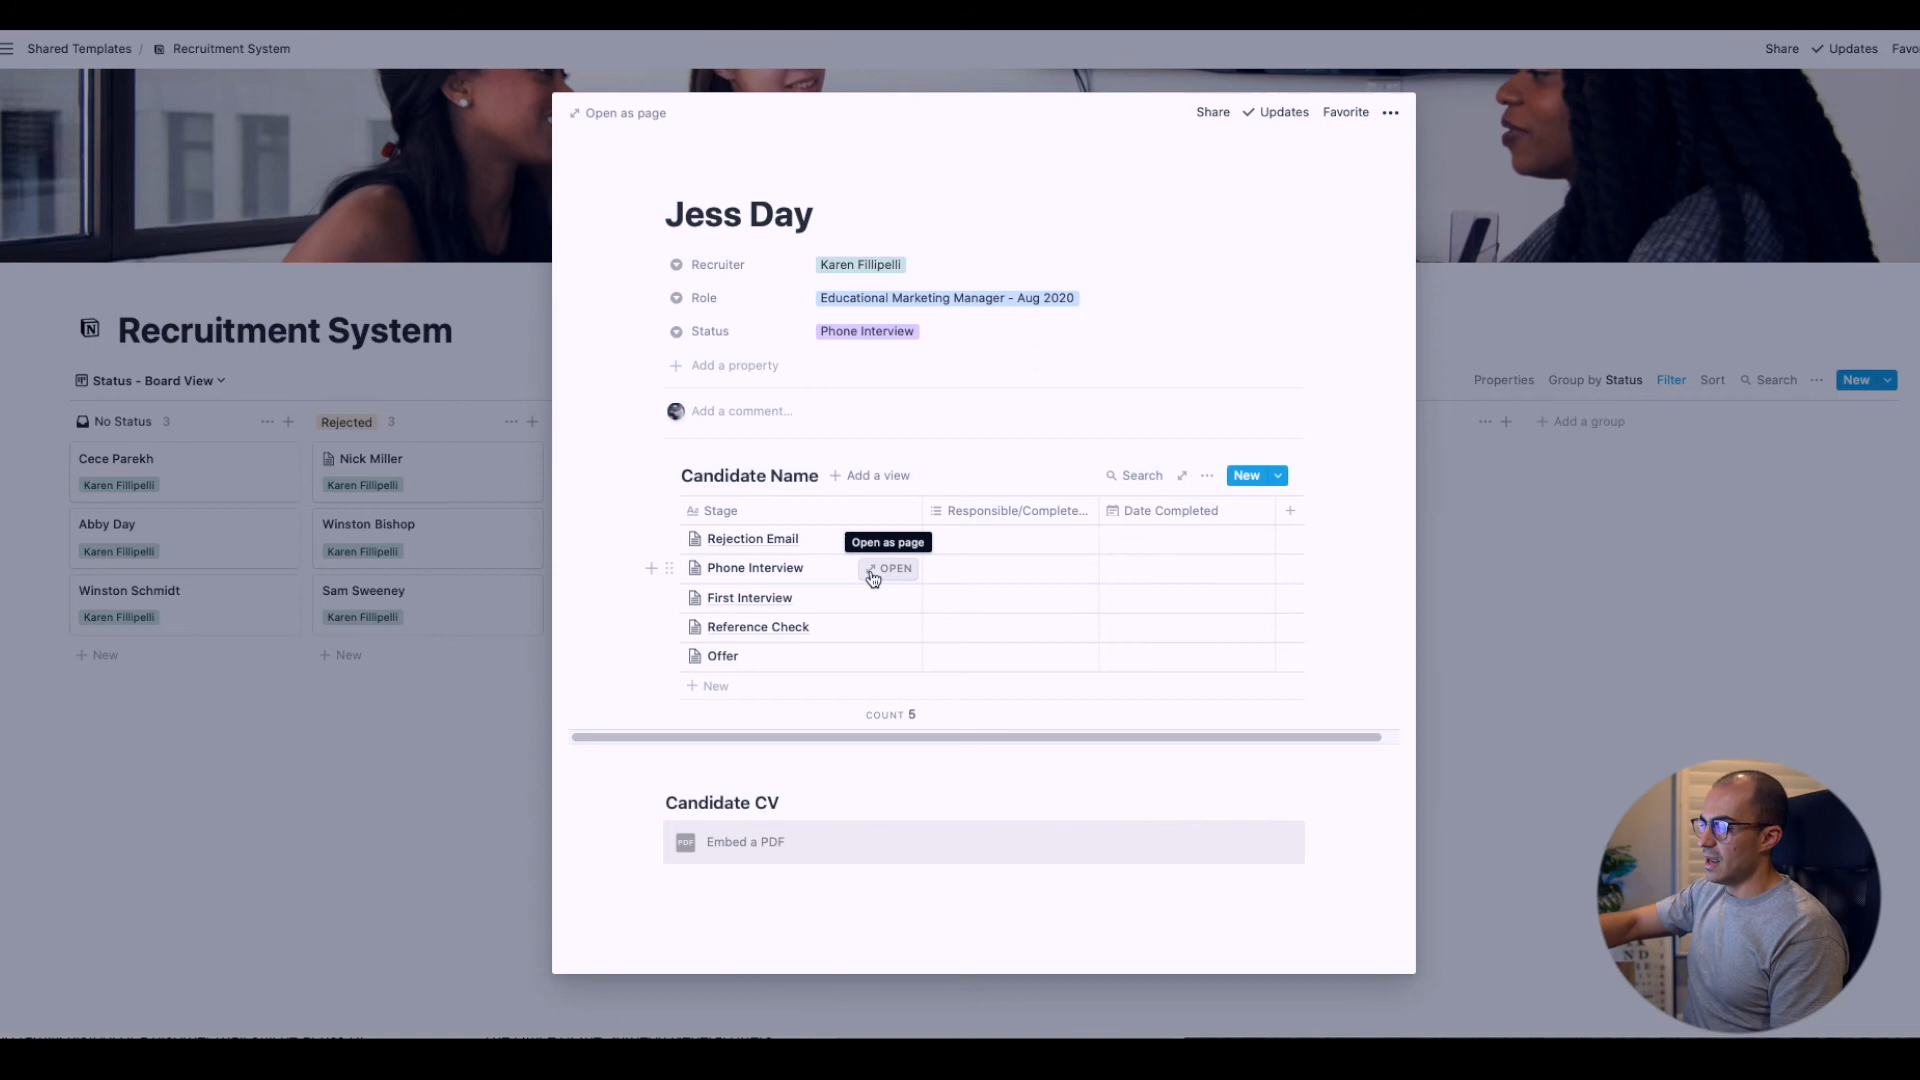 Shared Templates / Recruitment System
Share Updates Favo
Open as page
Share Updates Favorite
Jess Day
Recruiter Karen Fillipelli
Role Educational Marketing Manager - Aug 2020
Status Phone Interview
Add a property
Add a comment...
Recruitment System
Status - Board View
Properties Group by Status Filter Sort Search New
No Status 3
Rejected 3
Add a group
Cece Parekh
Karen Fillipelli
Abby Day
Karen Fillipelli
Winston Schmidt
Karen Fillipelli
New
Nick Miller
Karen Fillipelli
Winston Bishop
Karen Fillipelli
Sam Sweeney
Karen Fillipelli
New
Candidate Name Add a view Search New
Aa Stage Responsible/Complete... Date Completed
Rejection Email
Open as page
Phone Interview OPEN
First Interview
Reference Check
Offer
New
COUNT 5
Candidate CV
PDF Embed a PDF
N D